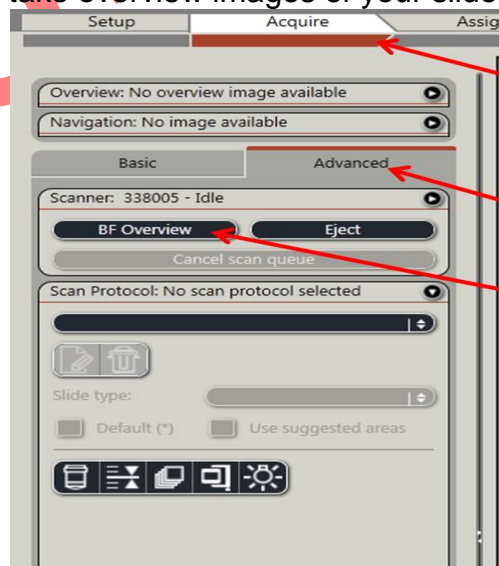 take overview images of your slide
Setup Acquire Assig
Overview: No overview image available
Navigation: No image available
Basic Advanced
Scanner: 338005 - Idle
BF Overview Eject
Cancel scan queue
Scan Protocol: No scan protocol selected
Slide type:
Default (*) Use suggested areas